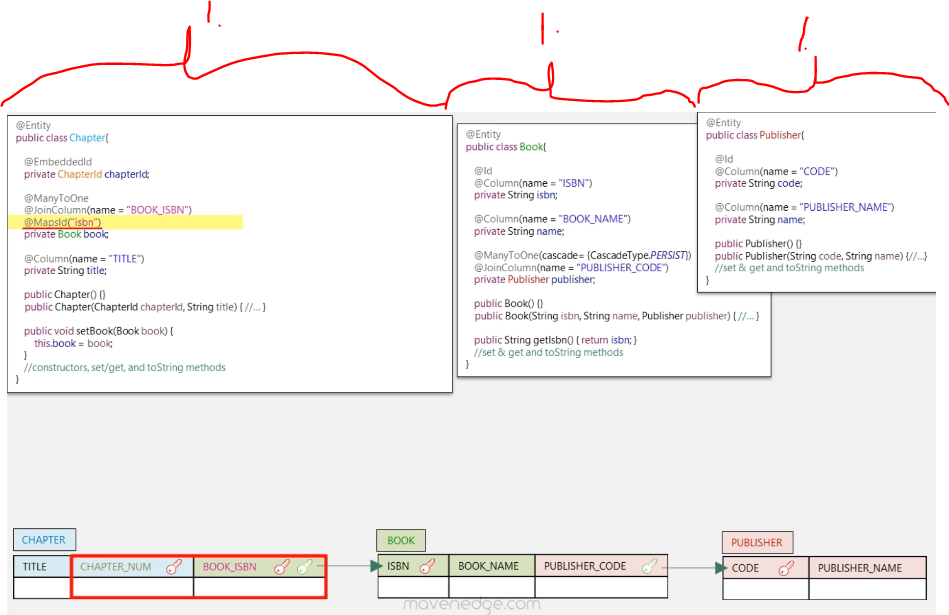 1.
1.
1.
@Entity
public class Chapter{
@EmbeddedId
private ChapterId chapterId;
@ManyToOne
@JoinColumn(name = "BOOK_ISBN")
@MapsId("isbn")
private Book book;
@Column(name = "TITLE")
private String title;
public Chapter() {}
public Chapter(ChapterId chapterId, String title) { //... }
public void setBook(Book book) {
this.book = book;
}
//constructors, set/get, and toString methods
}
@Entity
public class Book{
@Id
@Column(name = "ISBN")
private String isbn;
@Column(name = "BOOK_NAME")
private String name;
@ManyToOne(cascade= {CascadeType.PERSIST})
@JoinColumn(name = "PUBLISHER_CODE")
private Publisher publisher;
public Book() {}
public Book(String isbn, String name, Publisher publisher) { //... }
public String getIsbn() { return isbn; }
//set & get and toString methods
}
@Entity
public class Publisher{
@Id
@Column(name = "CODE")
private String code;
@Column(name = "PUBLISHER_NAME")
private String name;
public Publisher() {}
public Publisher(String code, String name) {//...}
//set & get and toString methods
}
CHAPTER
TITLE CHAPTER_NUM BOOK_ISBN
BOOK
ISBN BOOK_NAME PUBLISHER_CODE
PUBLISHER
CODE PUBLISHER_NAME
mavenedge.com